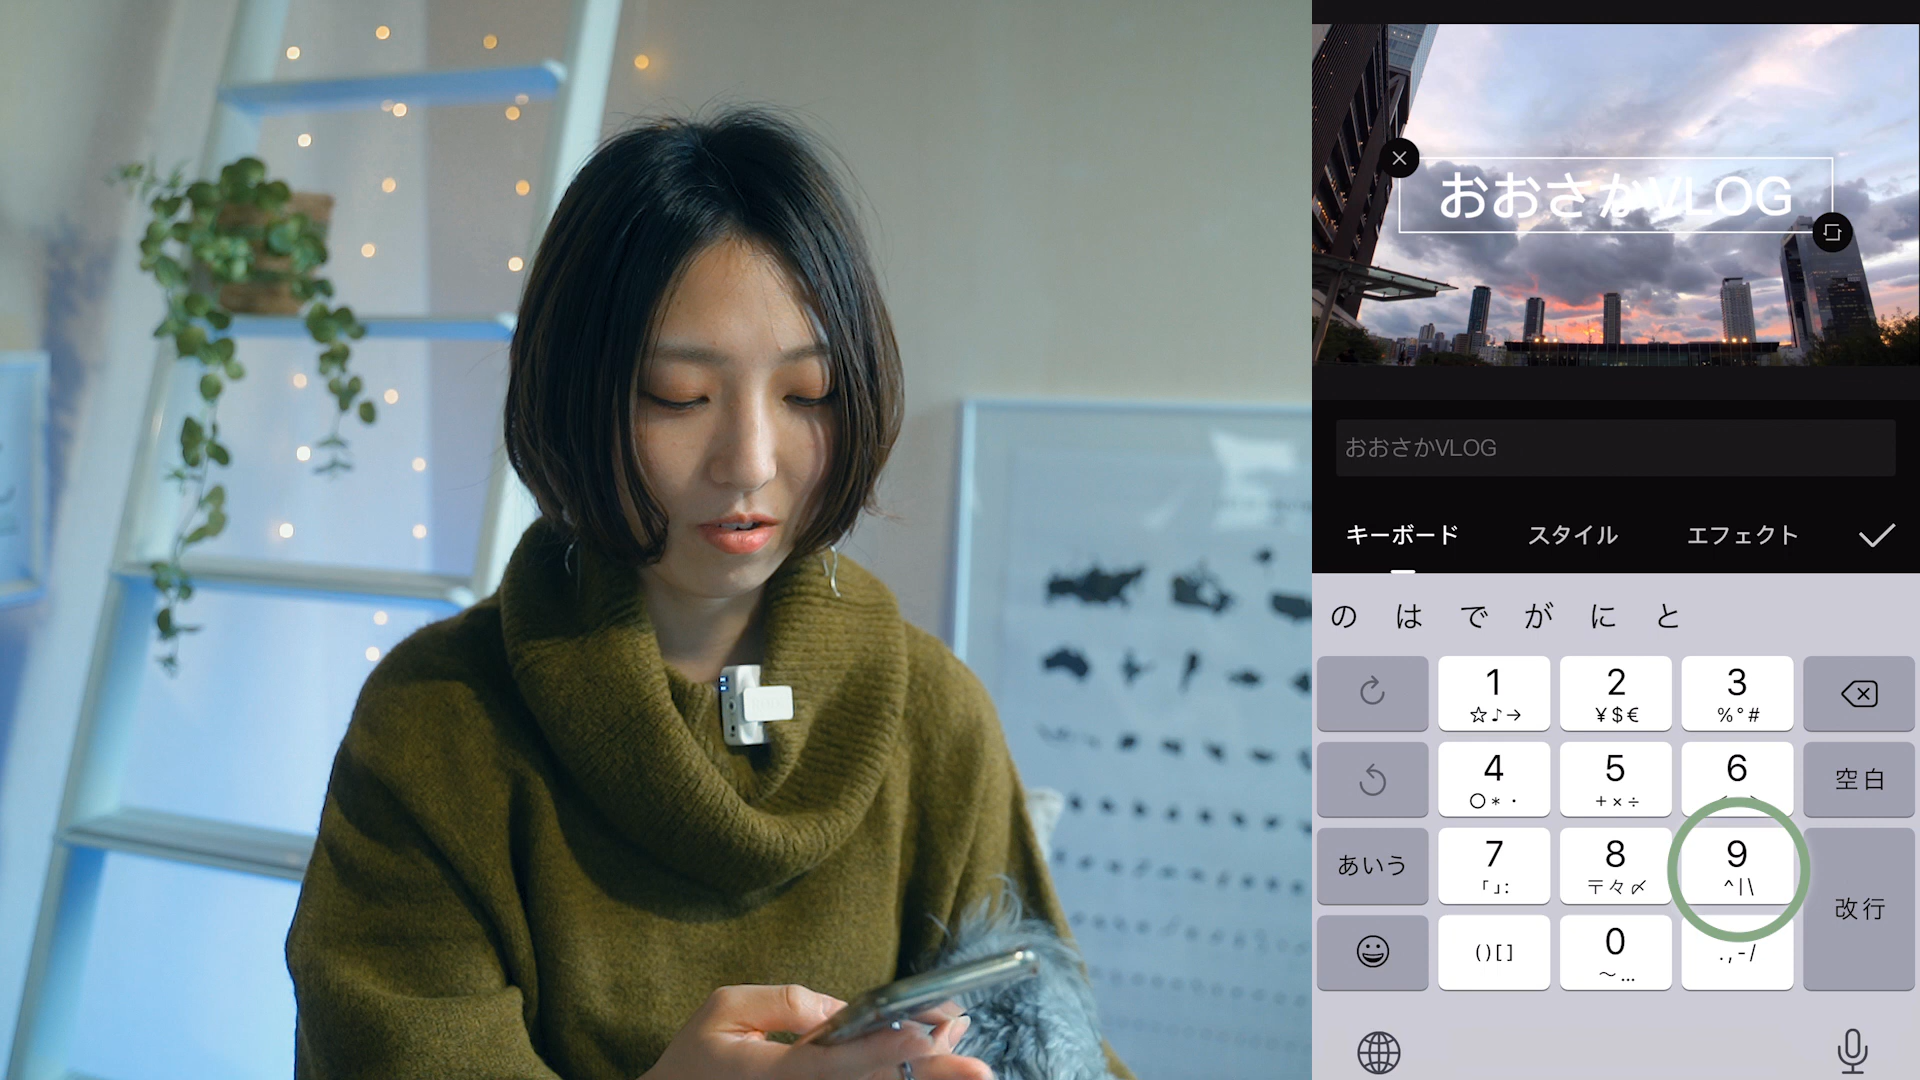 おおさかVLOG
おおさかVLOG
キーボード スタイル エフェクト
の は で が に と
1 2 3
☆♪→ ¥$€ %°#
4 5 6 空白
○*・ +×÷
あいう 7 8 9
「」: 〒々〆 ^|\
改行
()[] 0 .,-/
〜…